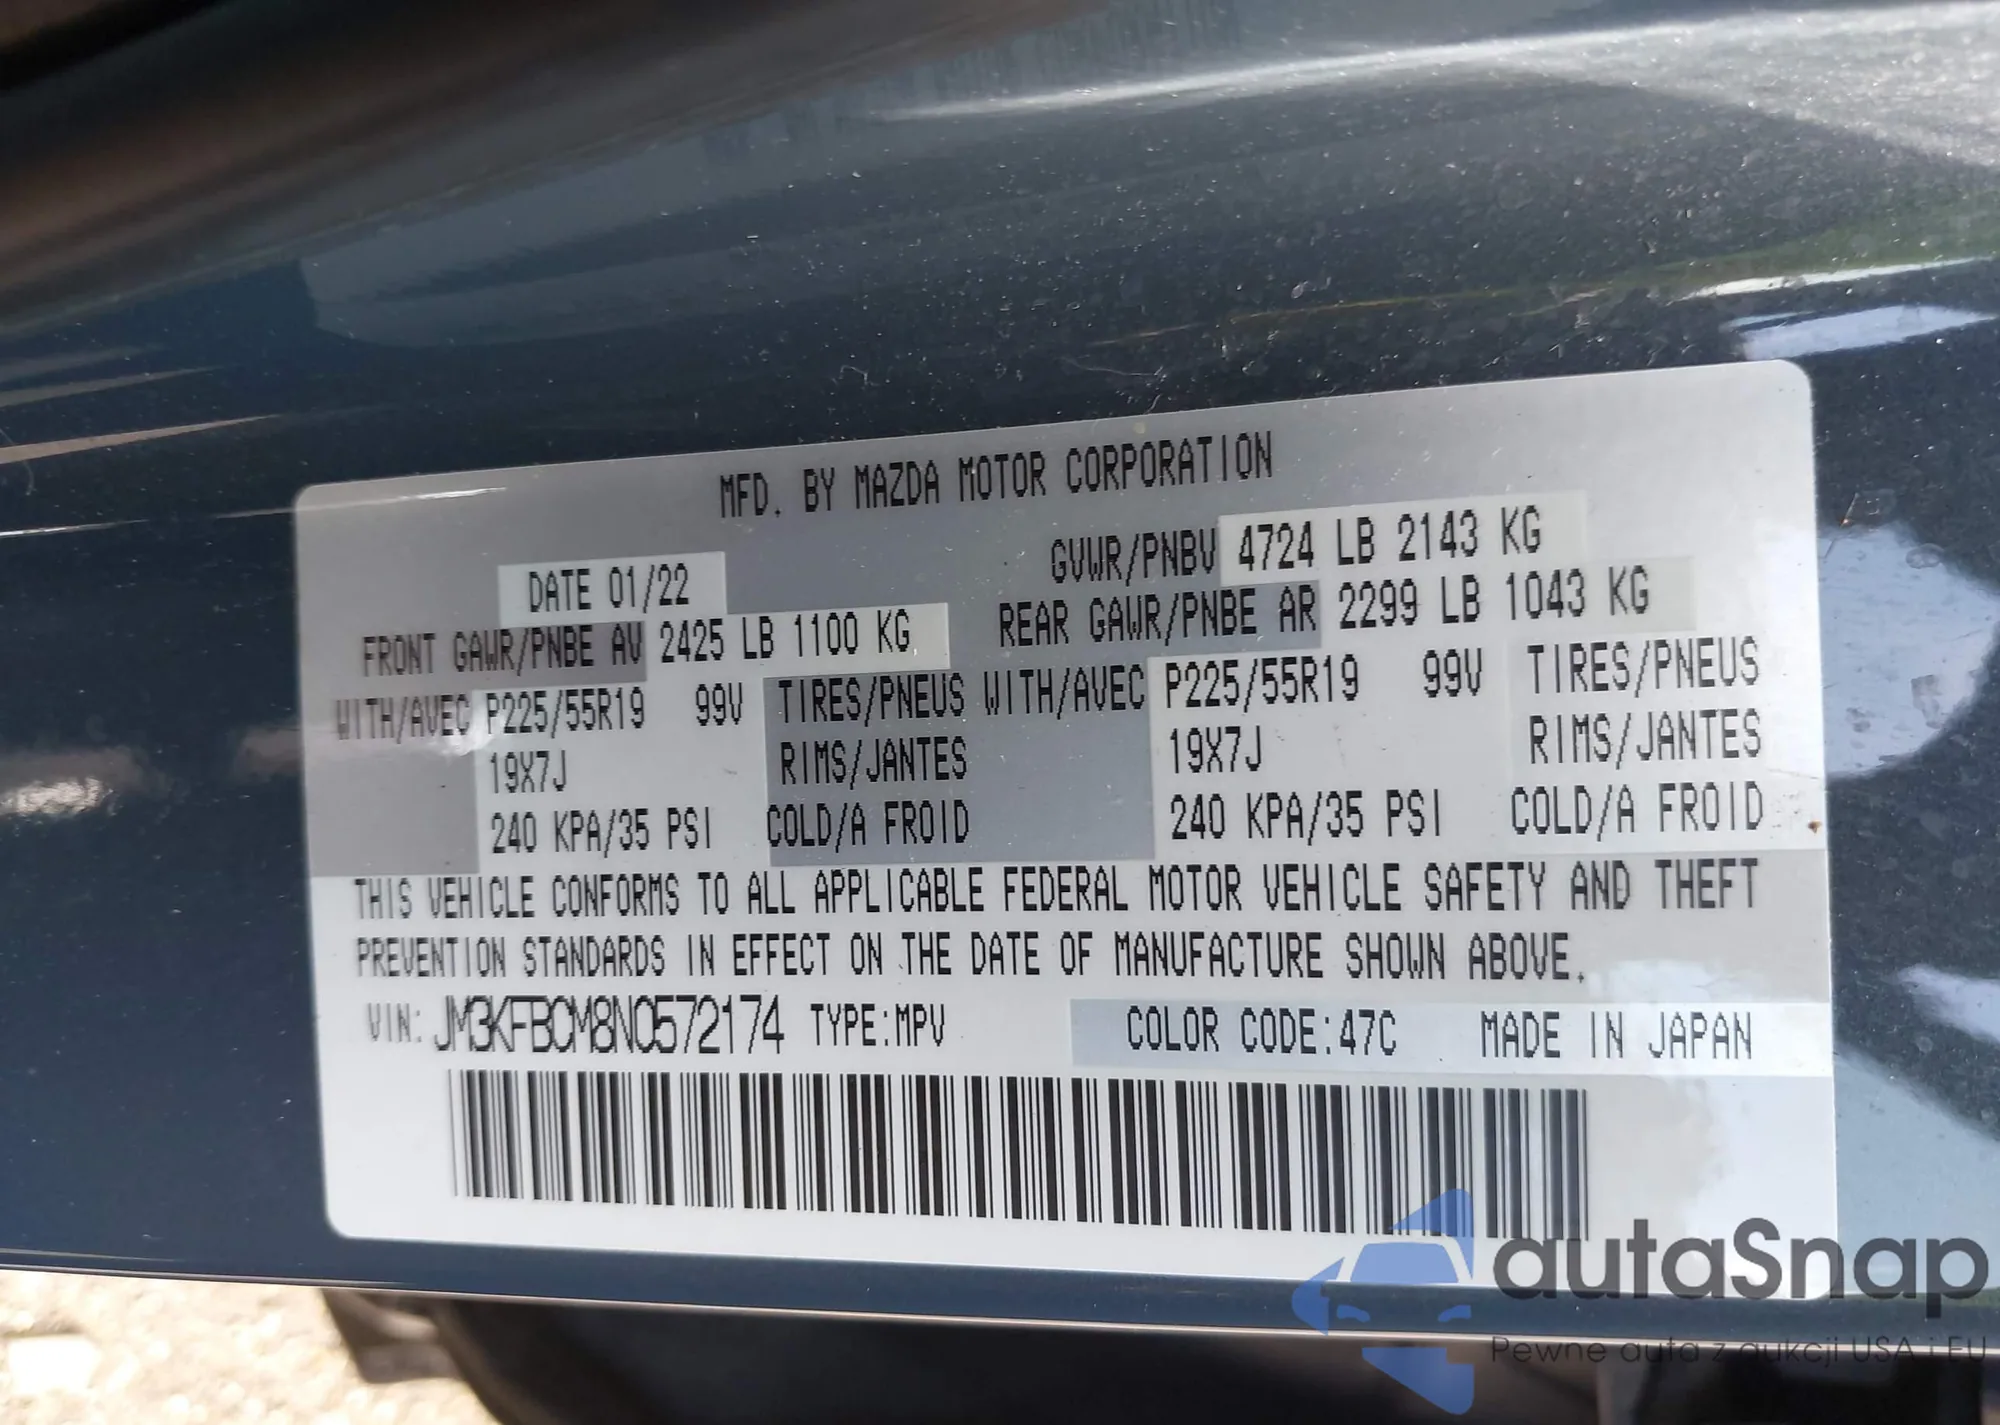 MFD. BY MAZDA MOTOR CORPORATION
DATE 01/22 GVWR/PNBV 4724 LB 2143 KG
FRONT GAWR/PNBE AV 2425 LB 1100 KG REAR GAWR/PNBE AR 2299 LB 1043 KG
WITH/AVEC P225/55R19 99V TIRES/PNEUS WITH/AVEC P225/55R19 99V TIRES/PNEUS
19X7J RIMS/JANTES 19X7J RIMS/JANTES
240 KPA/35 PSI COLD/A FROID 240 KPA/35 PSI COLD/A FROID
THIS VEHICLE CONFORMS TO ALL APPLICABLE FEDERAL MOTOR VEHICLE SAFETY AND THEFT
PREVENTION STANDARDS IN EFFECT ON THE DATE OF MANUFACTURE SHOWN ABOVE.
VIN: JM3KFBCM8N0572174 TYPE:MPV COLOR CODE:47C MADE IN JAPAN
autaSnap
Pewne auta z aukcji USA i EU